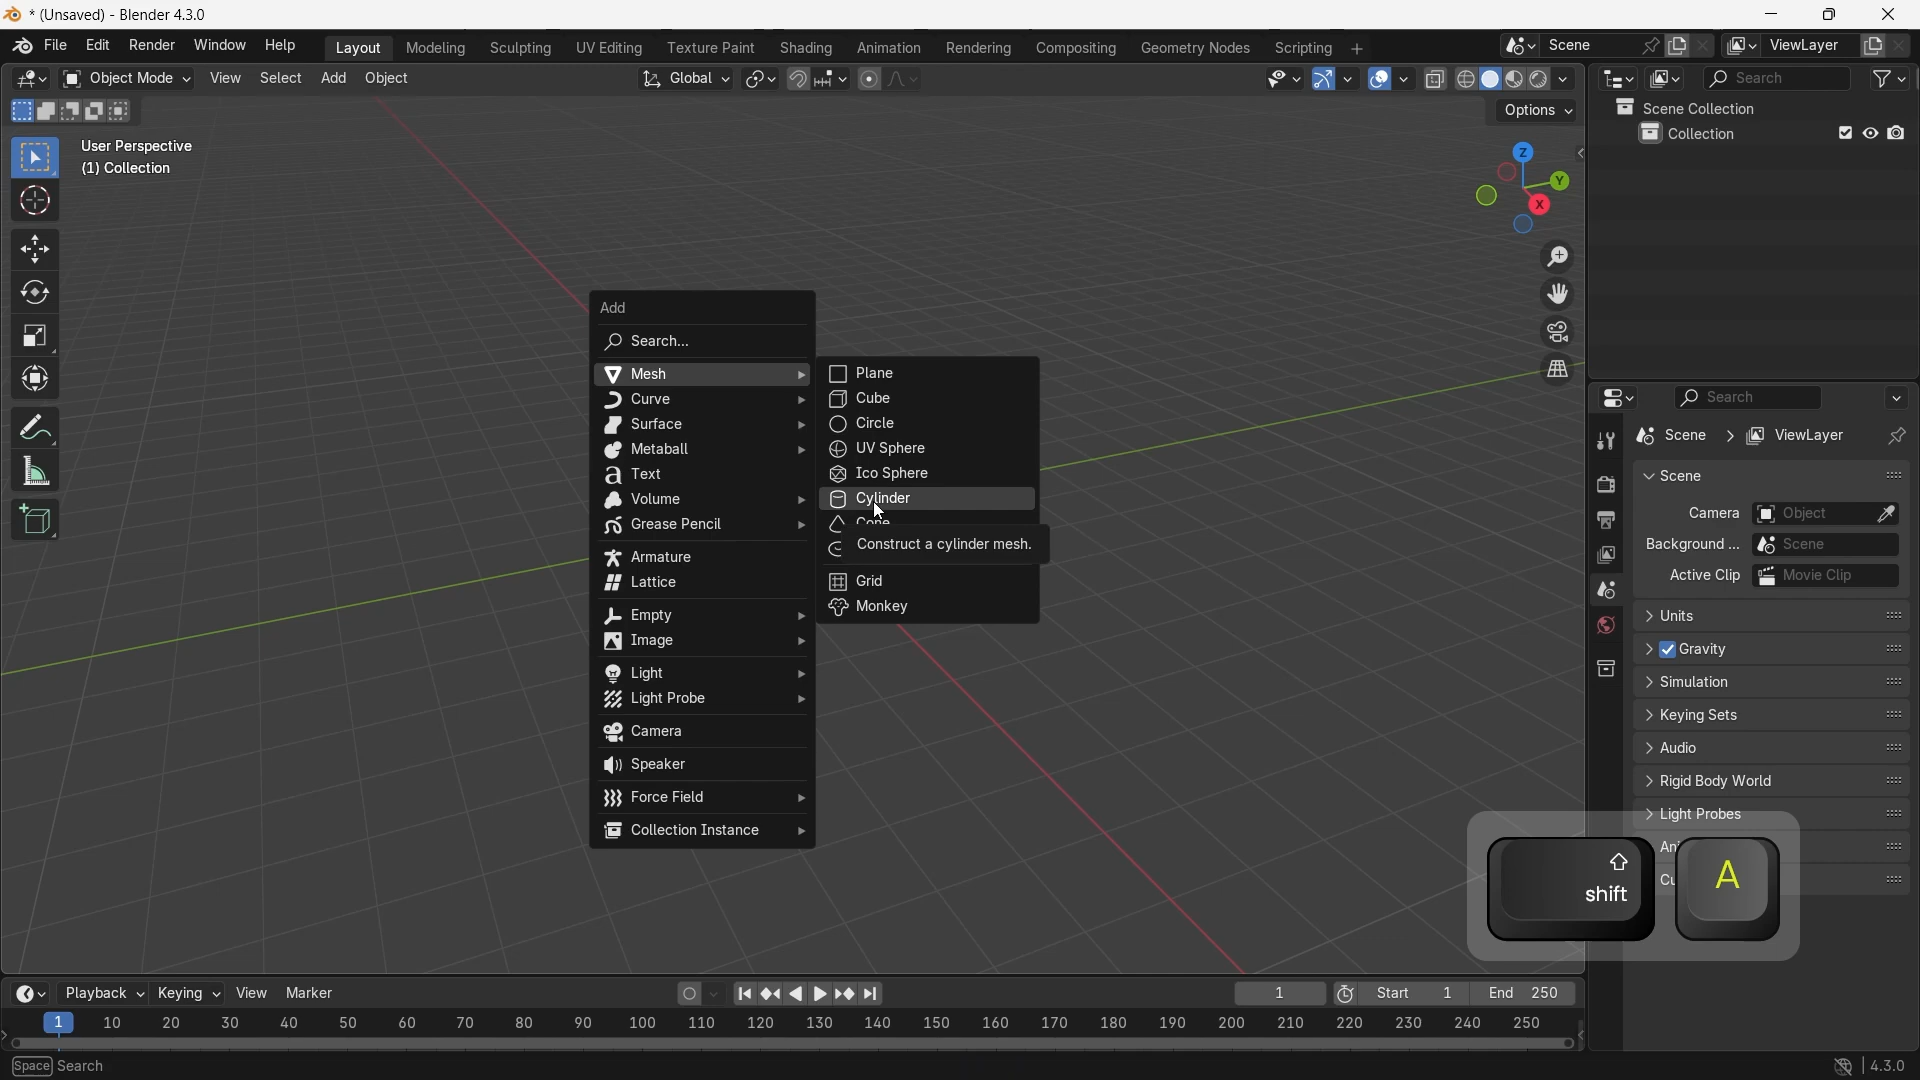 * (Unsaved) - Blender 4.3.0
File Edit Render Window Help Layout Modeling Sculpting UV Editing Texture Paint Shading Animation Rendering Compositing Geometry Nodes Scripting + Scene ViewLayer
Object Mode View Select Add Object Global Search
Options
User Perspective
(1) Collection
Z
Y
X
Scene Collection
Collection
Add
Search...
Mesh
Curve
Surface
Metaball
Text
Volume
Grease Pencil
Armature
Lattice
Empty
Image
Light
Light Probe
Camera
Speaker
Force Field
Collection Instance
Plane
Cube
Circle
UV Sphere
Ico Sphere
Cylinder
Cone
Construct a cylinder mesh.
Grid
Monkey
Search
Scene > ViewLayer
Scene
Camera Object
Background ... Scene
Active Clip Movie Clip
Units
Gravity
Simulation
Keying Sets
Audio
Rigid Body World
Light Probes
shift
A
Playback Keying View Marker 1 Start 1 End 250
1 10 20 30 40 50 60 70 80 90 100 110 120 130 140 150 160 170 180 190 200 210 220 230 240 250
Space Search 4.3.0